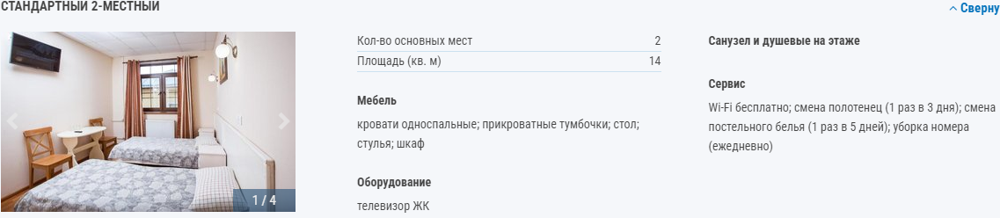 СТАНДАРТНЫЙ 2-МЕСТНЫЙ
Сверну
1 / 4
Кол-во основных мест 2
Площадь (кв. м) 14
Мебель
кровати односпальные; прикроватные тумбочки; стол;
стулья; шкаф
Оборудование
телевизор ЖК
Санузел и душевые на этаже
Сервис
Wi-Fi бесплатно; смена полотенец (1 раз в 3 дня); смена
постельного белья (1 раз в 5 дней); уборка номера
(ежедневно)